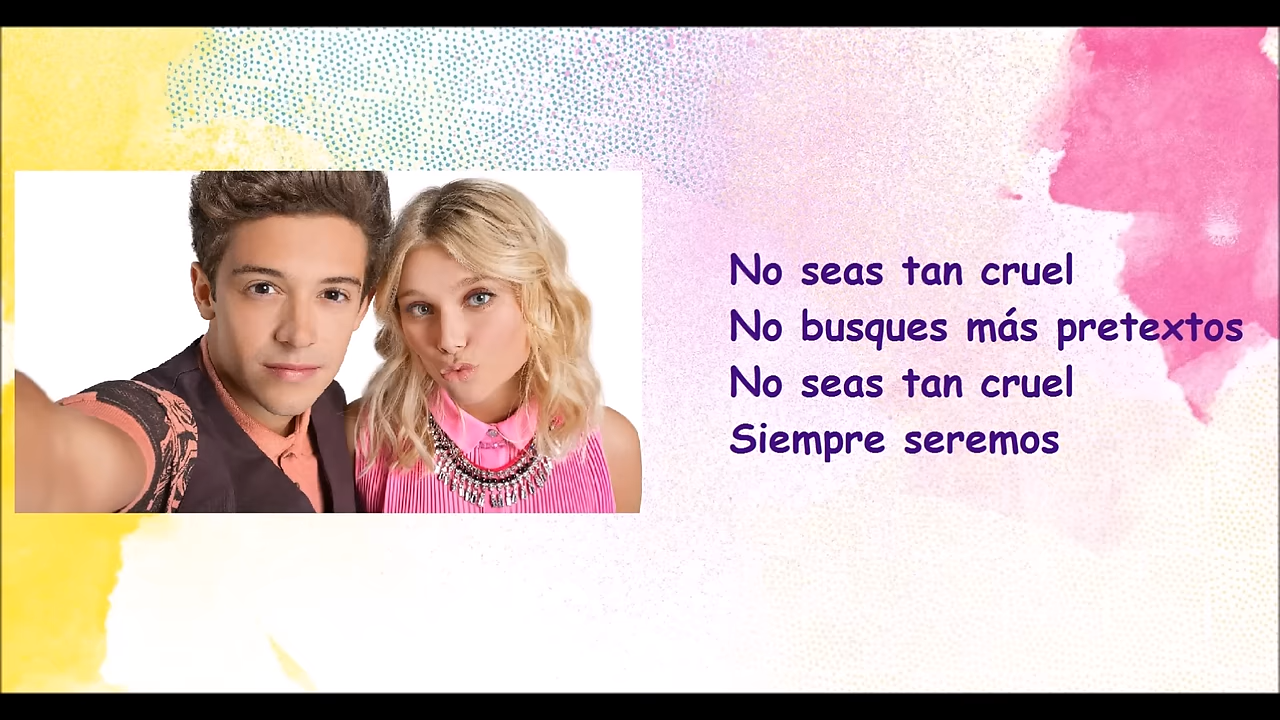 No seas tan cruel
No busques más pretextos
No seas tan cruel
Siempre seremos